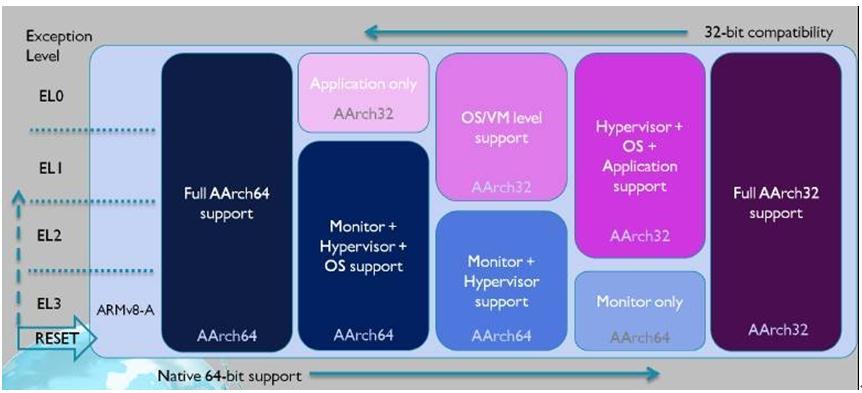 Exception
Level
32-bit compatibility
EL0
EL1
EL2
EL3
RESET
ARMv8-A
Full AArch64
support
AArch64
Application only
AArch32
Monitor +
Hypervisor +
OS support
AArch64
OS/VM level
support
AArch32
Monitor +
Hypervisor
support
AArch64
Hypervisor +
OS +
Application
support
AArch32
Monitor only
AArch64
Full AArch32
support
AArch32
Native 64-bit support